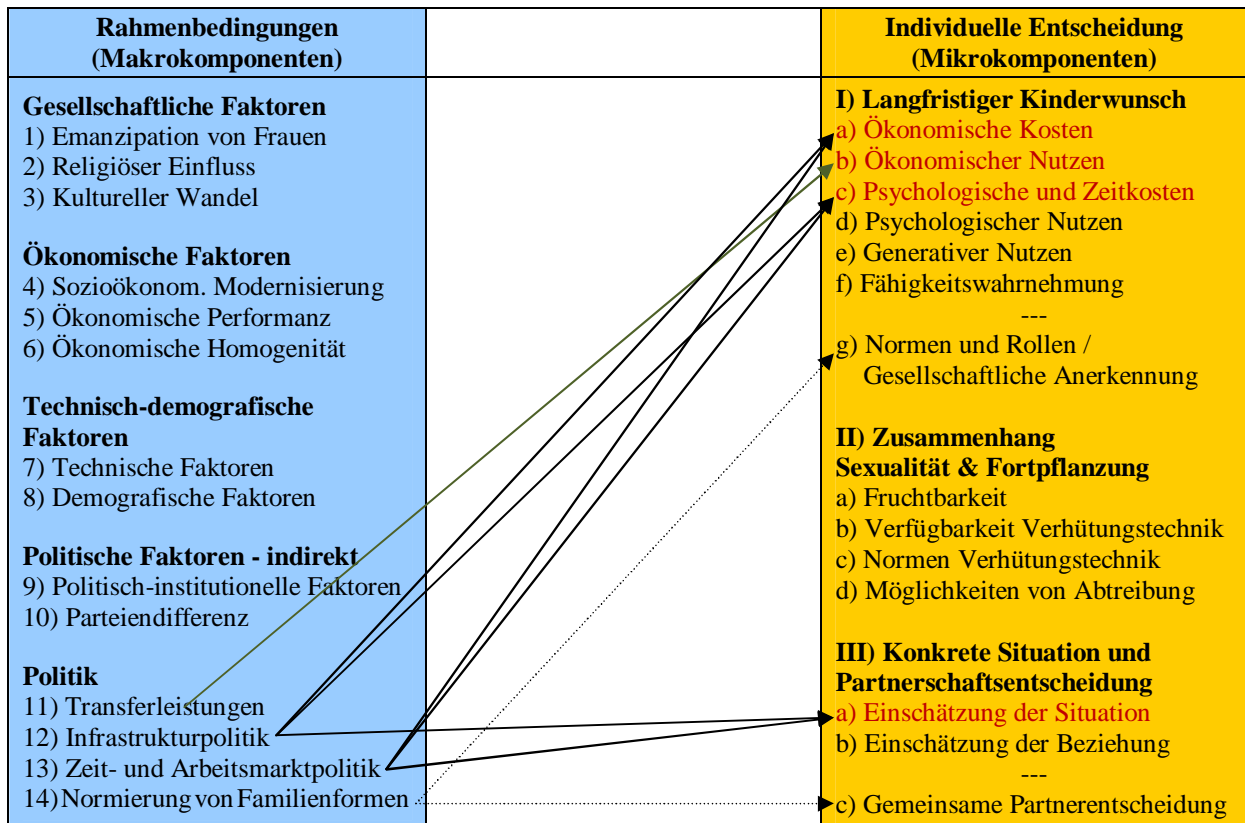 Rahmenbedingungen
(Makrokomponenten)
Individuelle Entscheidung
(Mikrokomponenten)
Gesellschaftliche Faktoren
1) Emanzipation von Frauen
2) Religiöser Einfluss
3) Kultureller Wandel
Ökonomische Faktoren
4) Sozioökonom. Modernisierung
5) Ökonomische Performanz
6) Ökonomische Homogenität
Technisch-demografische
Faktoren
7) Technische Faktoren
8) Demografische Faktoren
Politische Faktoren - indirekt
9) Politisch-institutionelle Faktoren
10) Parteiendifferenz
Politik
11) Transferleistungen
12) Infrastrukturpolitik
13) Zeit- und Arbeitsmarktpolitik
14) Normierung von Familienformen
I) Langfristiger Kinderwunsch
a) Ökonomische Kosten
b) Ökonomischer Nutzen
c) Psychologische und Zeitkosten
d) Psychologischer Nutzen
e) Generativer Nutzen
f) Fähigkeitswahrnehmung
---
g) Normen und Rollen /
Gesellschaftliche Anerkennung
II) Zusammenhang
Sexualität & Fortpflanzung
a) Fruchtbarkeit
b) Verfügbarkeit Verhütungstechnik
c) Normen Verhütungstechnik
d) Möglichkeiten von Abtreibung
III) Konkrete Situation und
Partnerschaftsentscheidung
a) Einschätzung der Situation
b) Einschätzung der Beziehung
---
c) Gemeinsame Partnerentscheidung